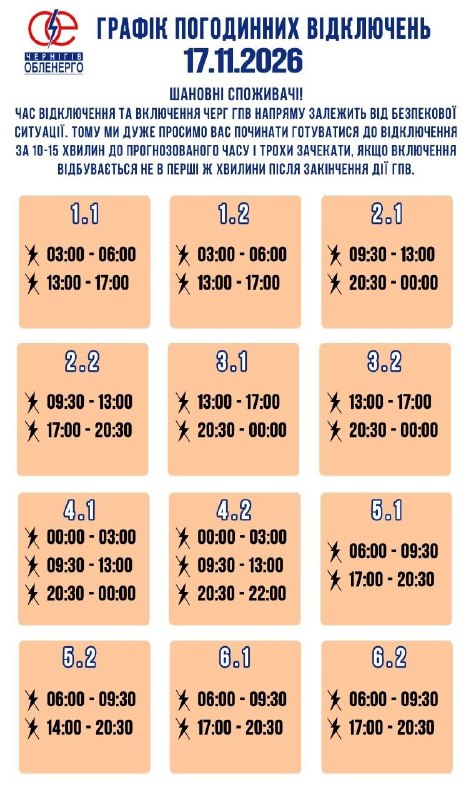 ЧЕРНІГІВ
ОБЛЕНЕРГО
ГРАФІК ПОГОДИННИХ ВІДКЛЮЧЕНЬ
17.11.2026
ШАНОВНІ СПОЖИВАЧІ!
ЧАС ВІДКЛЮЧЕННЯ ТА ВКЛЮЧЕННЯ ЧЕРГ ГПВ НАПРЯМУ ЗАЛЕЖИТЬ ВІД БЕЗПЕКОВОЇ
СИТУАЦІЇ. ТОМУ МИ ДУЖЕ ПРОСИМО ВАС ПОЧИНАТИ ГОТУВАТИСЯ ДО ВІДКЛЮЧЕННЯ
ЗА 10-15 ХВИЛИН ДО ПРОГНОЗОВАНОГО ЧАСУ І ТРОХИ ЗАЧЕКАТИ, ЯКЩО ВКЛЮЧЕННЯ
ВІДБУВАЄТЬСЯ НЕ В ПЕРШІ Ж ХВИЛИНИ ПІСЛЯ ЗАКІНЧЕННЯ ДІЇ ГПВ.
1.1
03:00 - 06:00
13:00 - 17:00
1.2
03:00 - 06:00
13:00 - 17:00
2.1
09:30 - 13:00
20:30 - 00:00
2.2
09:30 - 13:00
17:00 - 20:30
3.1
13:00 - 17:00
20:30 - 00:00
3.2
13:00 - 17:00
20:30 - 00:00
4.1
00:00 - 03:00
09:30 - 13:00
20:30 - 00:00
4.2
00:00 - 03:00
09:30 - 13:00
20:30 - 22:00
5.1
06:00 - 09:30
17:00 - 20:30
5.2
06:00 - 09:30
14:00 - 20:30
6.1
06:00 - 09:30
17:00 - 20:30
6.2
06:00 - 09:30
17:00 - 20:30